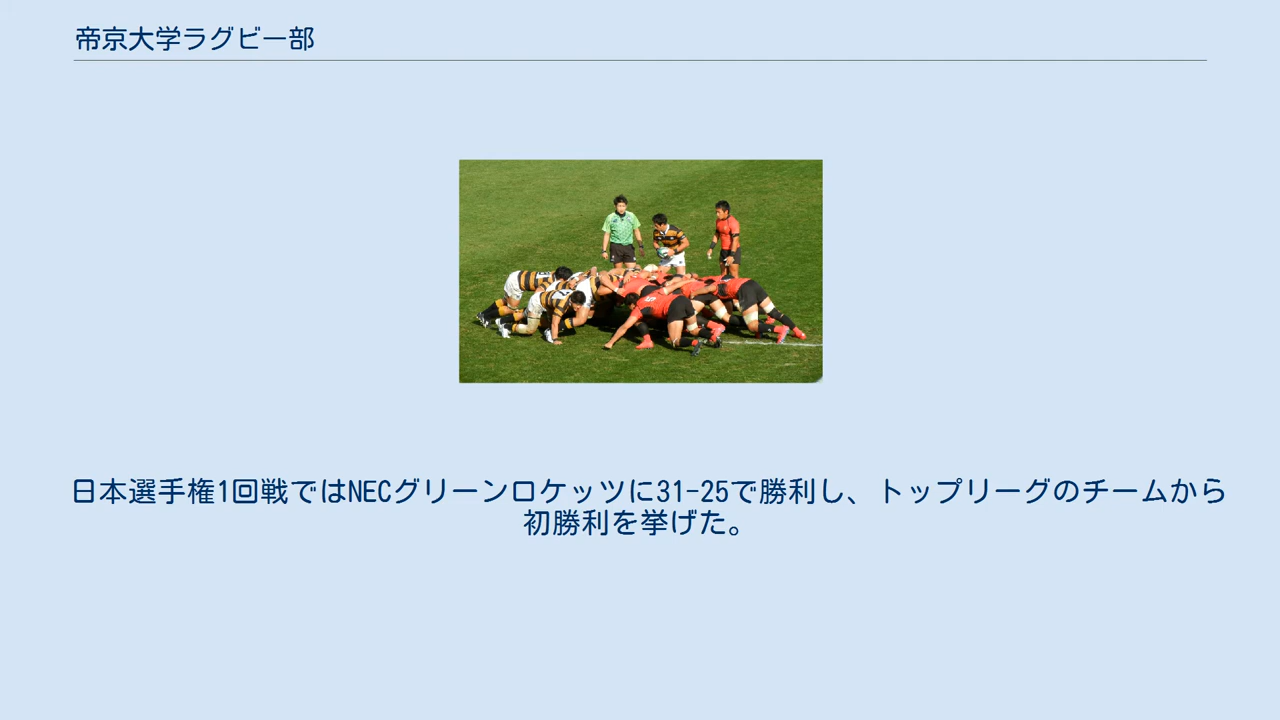 帝京大学ラグビー部
日本選手権1回戦ではNECグリーンロケッツに31-25で勝利し、トップリーグのチームから
初勝利を挙げた。